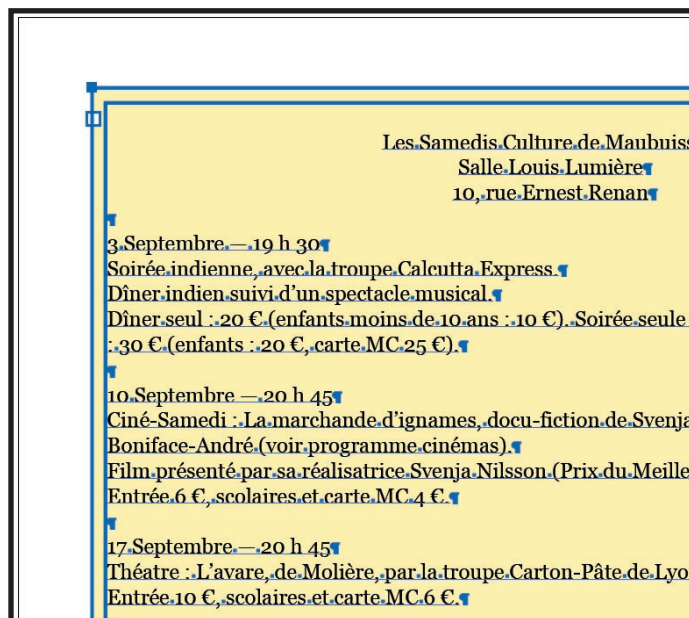 Les Samedis Culture de Maubuiss
Salle Louis Lumière
10, rue Ernest Renan
3 Septembre — 19 h 30
Soirée indienne, avec la troupe Calcutta Express
Dîner indien suivi d’un spectacle musical.
Dîner seul : 20 € (enfants moins de 10 ans : 10 €). Soirée seule
: 30 € (enfants : 20 €, carte MC 25 €).
10 Septembre — 20 h 45
Ciné-Samedi : La marchande d’ignames, docu-fiction de Svenja
Boniface-André (voir programme cinémas).
Film présenté par sa réalisatrice Svenja Nilsson (Prix du Meille
Entrée 6 €, scolaires et carte MC 4 €.
17 Septembre — 20 h 45
Théatre : L’avare, de Molière, par la troupe Carton-Pâte de Lyo
Entrée 10 €, scolaires et carte MC 6 €.